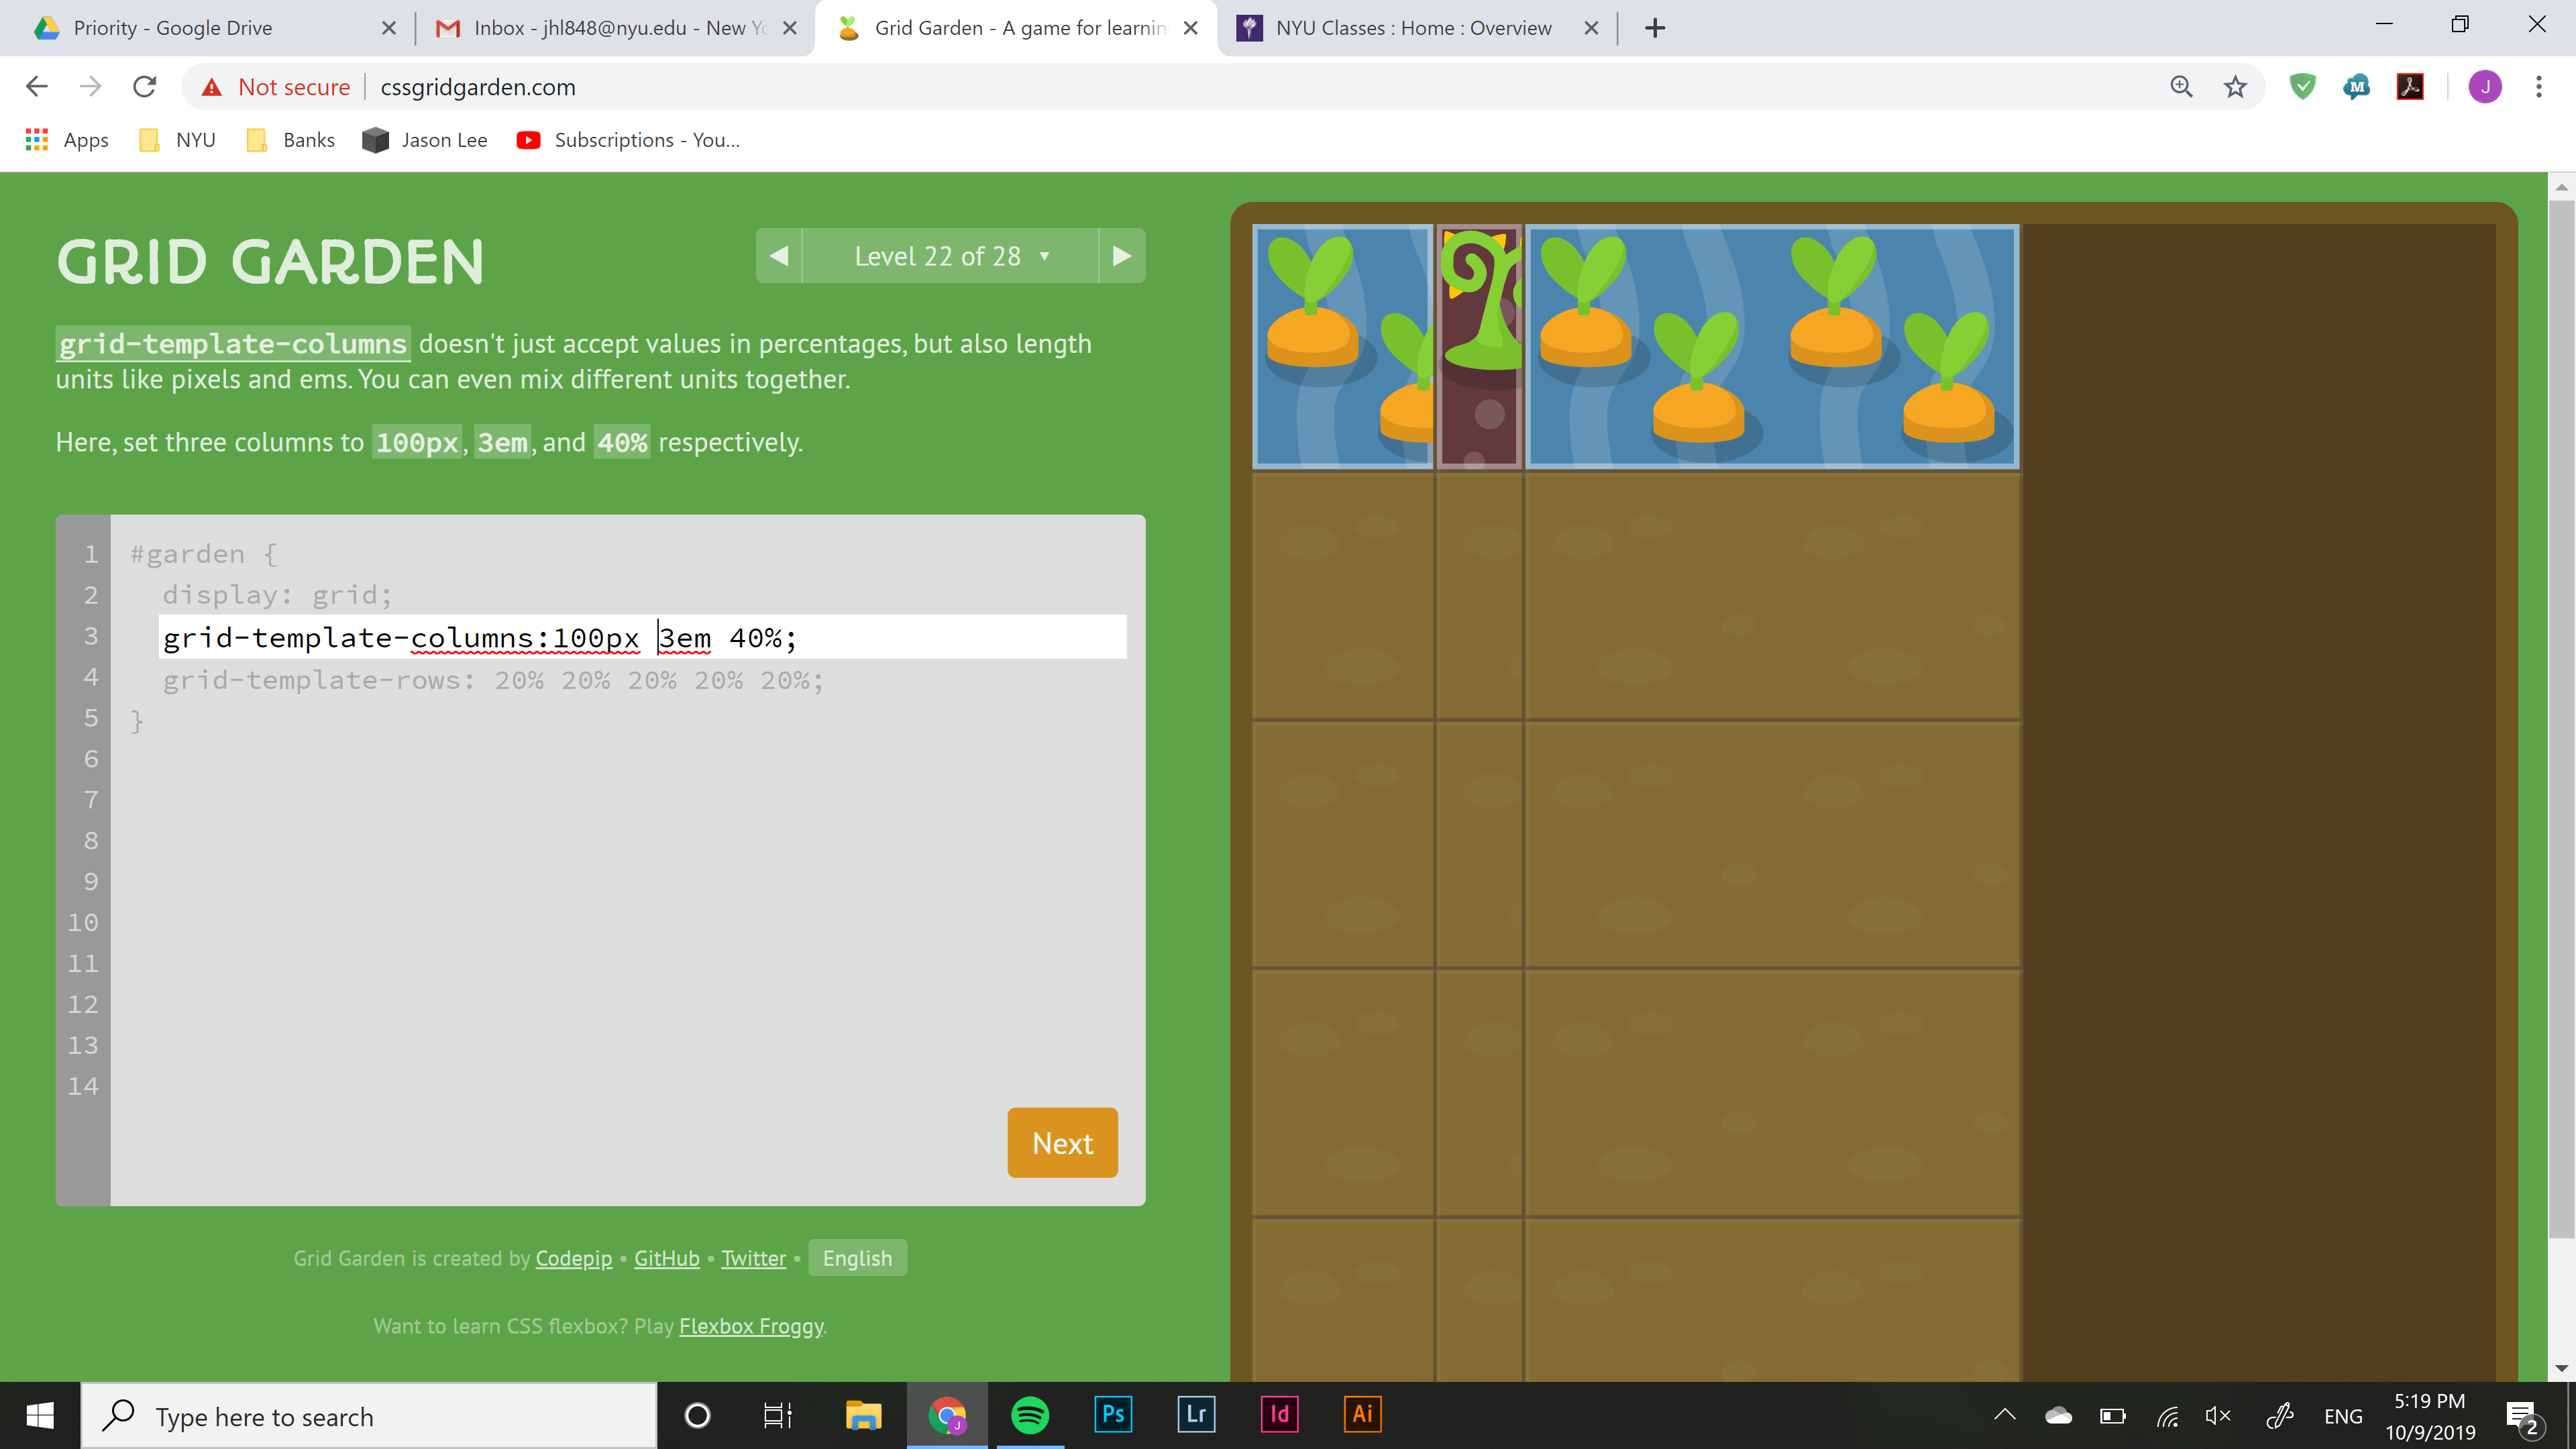 Priority - Google Drive
Inbox - jhl848@nyu.edu - New Yo
Grid Garden - A game for learnin
NYU Classes : Home : Overview
Not secure
cssgridgarden.com
M
J
Apps
NYU
Banks
Jason Lee
Subscriptions - You...
GRID GARDEN
Level 22 of 28
grid-template-columns doesn't just accept values in percentages, but also length
units like pixels and ems. You can even mix different units together.
Here, set three columns to 100px, 3em, and 40% respectively.
1 #garden {
2 display: grid;
3 grid-template-columns:100px 3em 40%;
4 grid-template-rows: 20% 20% 20% 20% 20%;
5 }
6
7
8
9
10
11
12
13
14
Next
Grid Garden is created by Codepip • GitHub • Twitter • English
Want to learn CSS flexbox? Play Flexbox Froggy.
Type here to search
J
Ps
Lr
Id
Ai
ENG
5:19 PM
10/9/2019
2